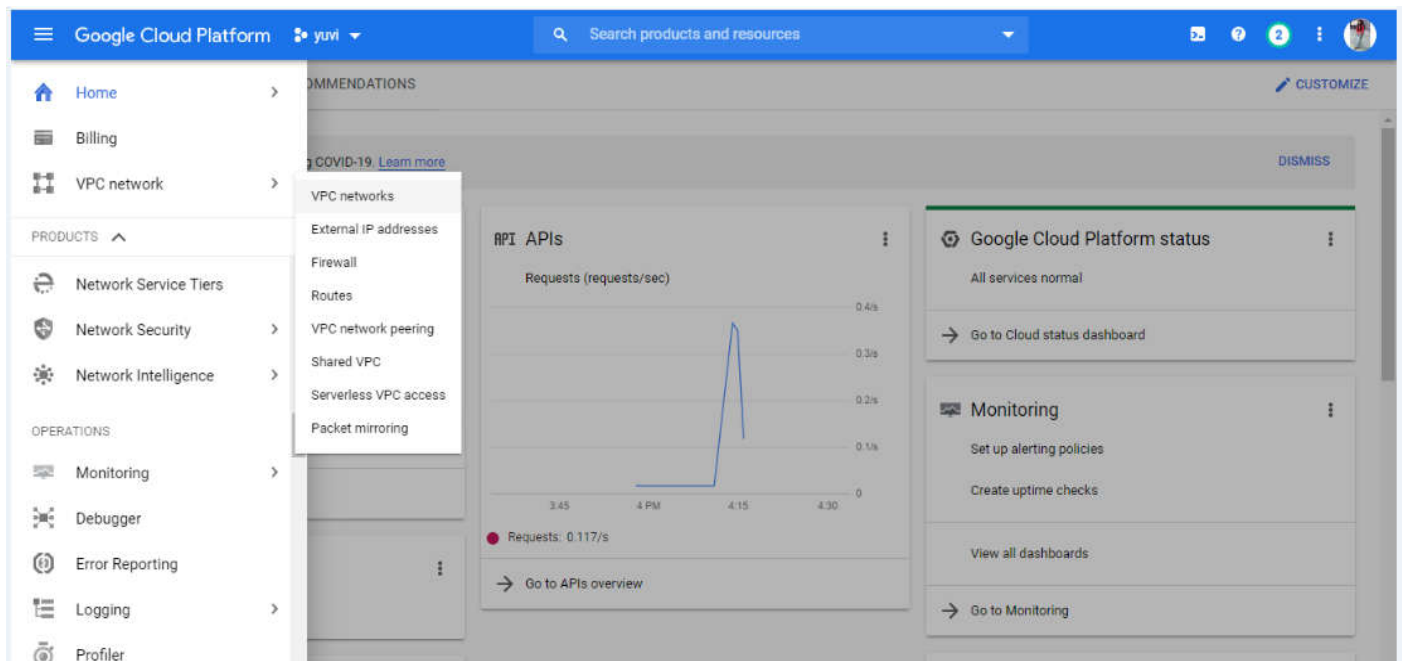 Google Cloud Platform
yuvi
Search products and resources
2
Home
Billing
VPC network
PRODUCTS
Network Service Tiers
Network Security
Network Intelligence
OPERATIONS
Monitoring
Debugger
Error Reporting
Logging
Profiler
VPC networks
External IP addresses
Firewall
Routes
VPC network peering
Shared VPC
Serverless VPC access
Packet mirroring
OMMENDATIONS
CUSTOMIZE
g COVID-19. Learn more
DISMISS
API APIs
Requests (requests/sec)
0.4/s
0.3/s
0.2/s
0.1/s
0
3:45 4 PM 4:15 4:30
Requests: 0.117/s
Go to APIs overview
Google Cloud Platform status
All services normal
Go to Cloud status dashboard
Monitoring
Set up alerting policies
Create uptime checks
View all dashboards
Go to Monitoring